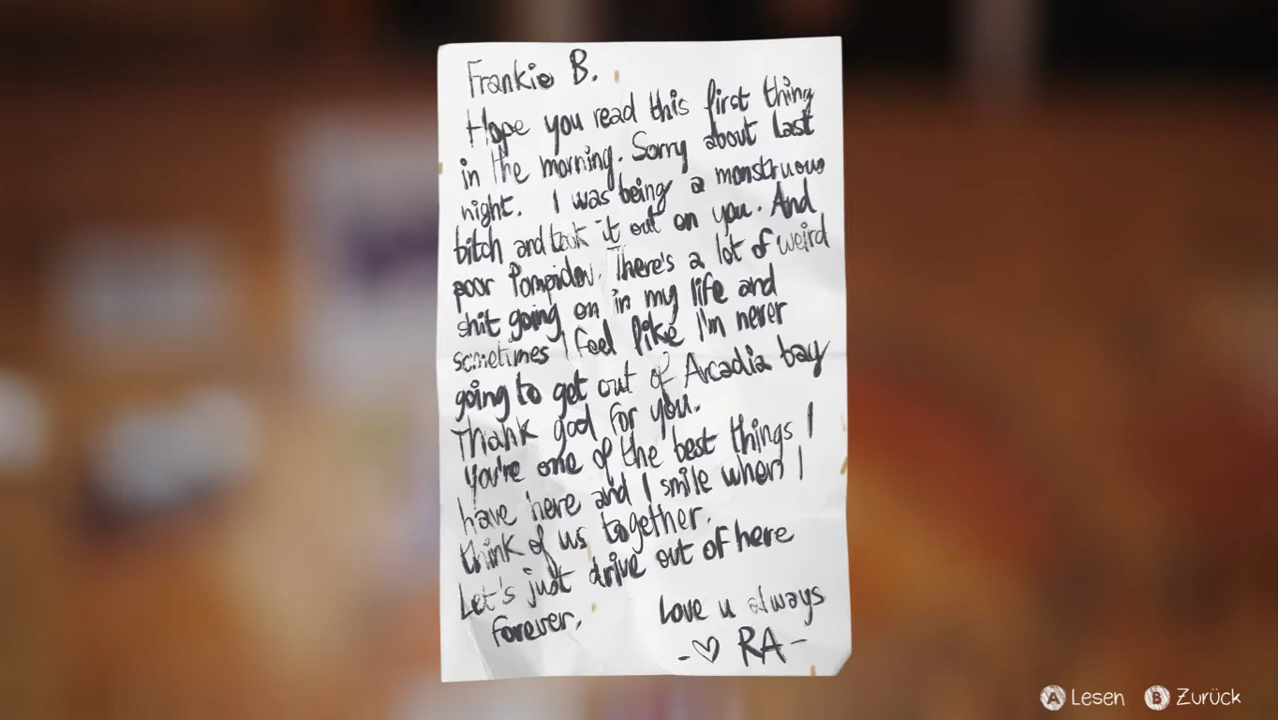 Frankie B.
Hope you read this first thing
in the morning. Sorry about last
night. I was being a monstruous
bitch and took it out on you. And
poor Pompidou. There's a lot of weird
shit going on in my life and
sometimes I feel like I'm never
going to get out of Arcadia bay
Thank god for you.
You're one of the best things I
have here and I smile when I
think of us together.
Let's just drive out of here
forever.
Love u always
-♡ RA-
A Lesen B Zurück